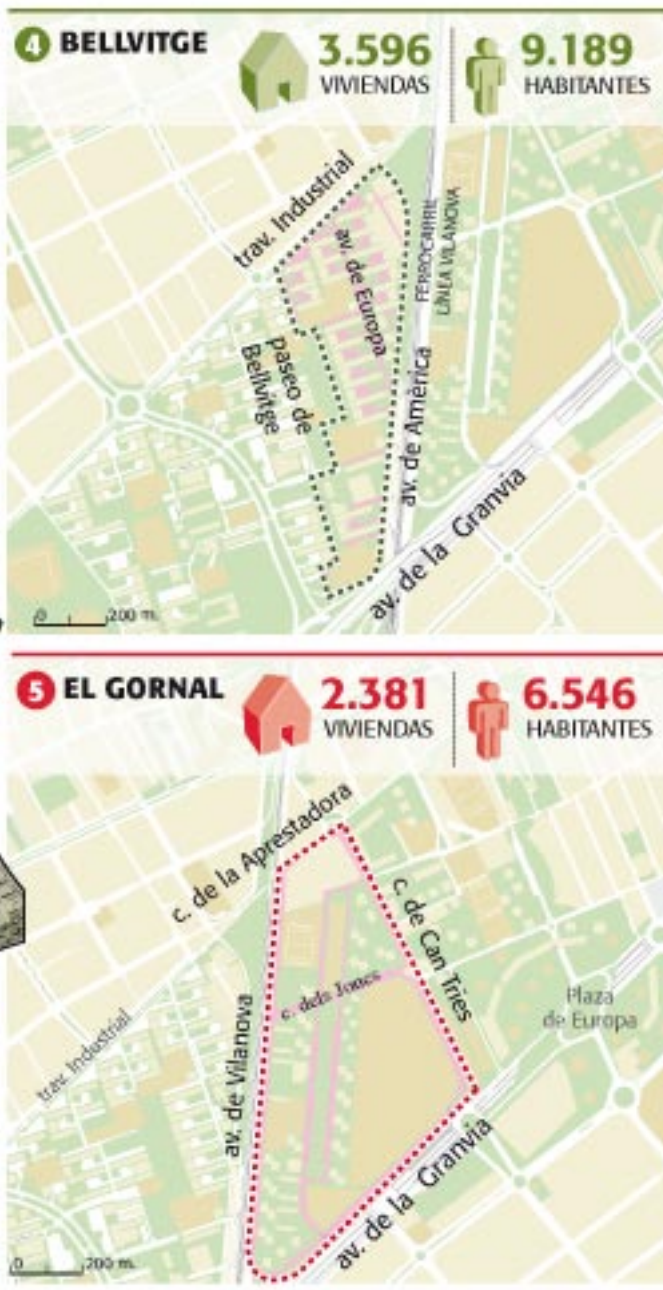 4 BELLVITGE
3.596
VIVIENDAS
9.189
HABITANTES
trav. Industrial
av. de Europa
FERROCARRIL
LÍNEA VILANOVA
paseo de
Bellvitge
av. de Amèrica
av. de la Granvia
0 200 m.
5 EL GORNAL
2.381
VIVIENDAS
6.546
HABITANTES
c. de la Aprestadora
c. de Can Tries
c. dels Joncs
Plaza
de Europa
trav. Industrial
av. de Vilanova
av. de la Granvia
0 200 m.